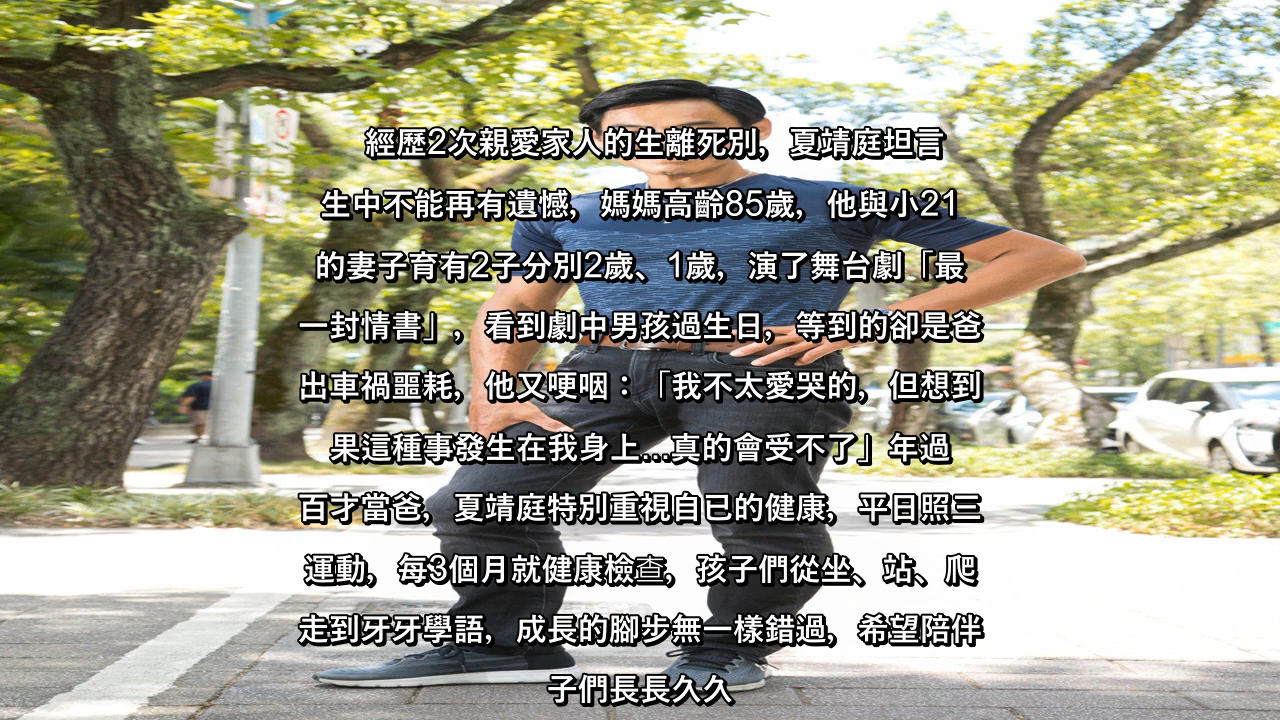 經歷2次親愛家人的生離死別，夏靖庭坦言
生中不能再有遺憾，媽媽高齡85歲，他與小21
的妻子育有2子分別2歲、1歲，演了舞台劇「最
一封情書」，看到劇中男孩過生日，等到的卻是爸
出車禍噩耗，他又哽咽：「我不太愛哭的，但想到
果這種事發生在我身上...真的會受不了」年過
百才當爸，夏靖庭特別重視自已的健康，平日照三
運動，每3個月就健康檢查，孩子們從坐、站、爬
走到牙牙學語，成長的腳步無一樣錯過，希望陪伴
子們長長久久